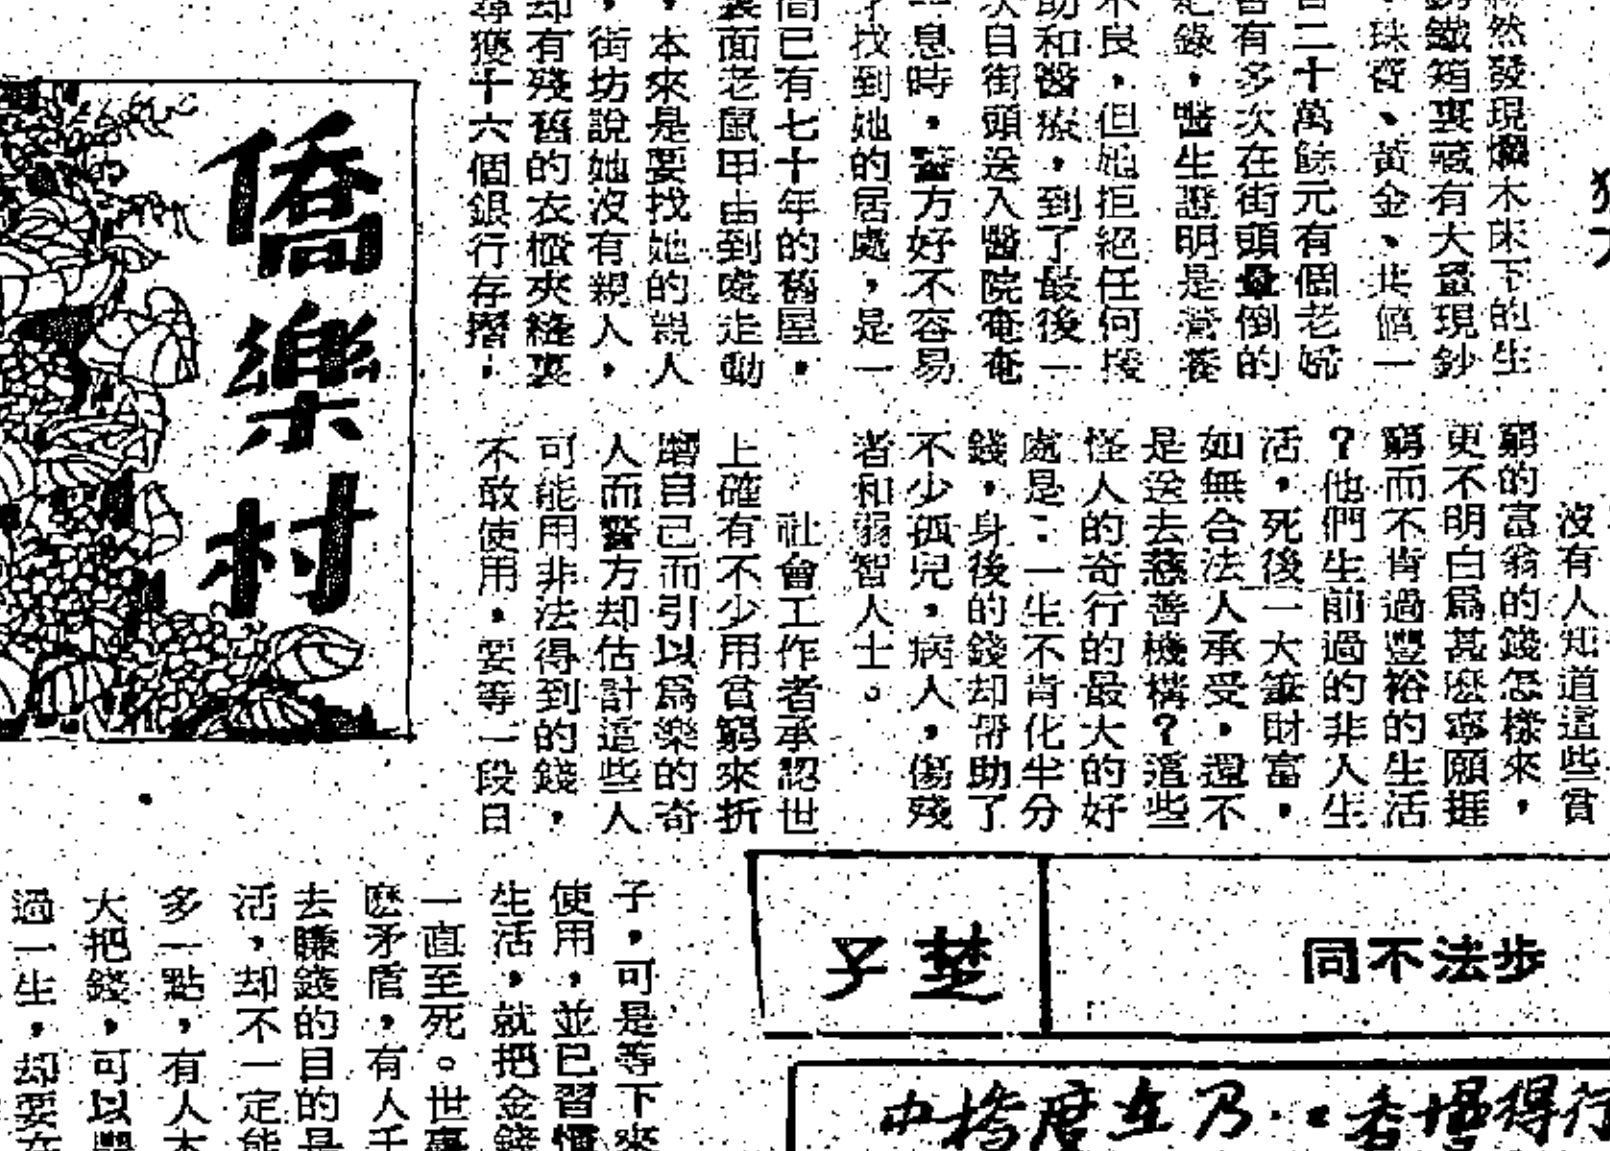 然發現爛木床下的生
鐵箱裏藏有大量現鈔
、珠寶、黃金、共值一
百二十萬餘元有個老婦
曾有多次在街頭暈倒的
紀錄，醫生證明是營養
不良，但她拒絕任何援
助和醫療，到了最後一
次自街頭送入醫院奄奄
一息時，警方好不容易
才找到她的居處，是一
間已有七十年的舊屋，
裏面老鼠甲由到處走動
，本來是要找她的親人
，街坊說她沒有親人，
却有殘舊的衣櫃夾縫裏
尋獲十六個銀行存摺；
僑樂村
沒有人知道這些貧
窮的富翁的錢怎樣來，
更不明白爲甚麽寧願捱
窮而不肯過豐裕的生活
？他們生前過的非人生
活，死後一大筆財富，
如無合法人承受，還不
是送去慈善機構？這些
怪人的奇行的最大的好
處是：一生不肯化半分
錢，身後的錢却帮助了
不少孤兒，病人，傷殘
者和弱智人士。
社會工作者承認世
上確有不少用貧窮來折
磨自己而引以爲樂的奇
人而警方却估計這些人
可能用非法得到的錢，
不敢使用，要等一段日
子，可是等下來
使用，並已習慣
生活，就把金錢
一直至死。世事
麽矛盾，有人千
去賺錢的目的是
活，却不一定能
多一點，有人本
大把錢，可以
過一生，却要在
步法不同
楚子